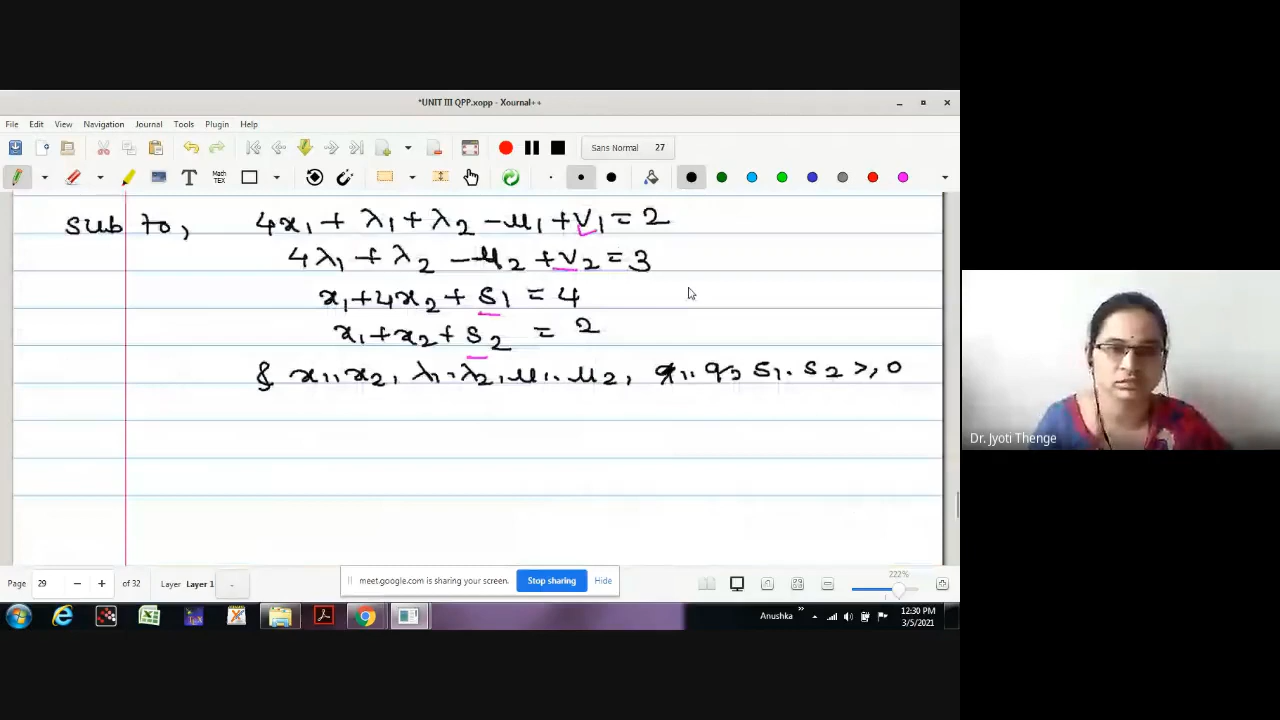 *UNIT III QPP.xopp - Xournal++
File Edit View Navigation Journal Tools Plugin Help
Sans Normal 27
Math TEX
sub to, 4x₁ + λ₁ + λ₂ - μ₁ + v₁ = 2
4λ₁ + λ₂ - μ₂ + v₂ = 3
x₁ + 4x₂ + s₁ = 4
x₁ + x₂ + s₂ = 2
& x₁, x₂, λ₁, λ₂, μ₁, μ₂, s₁, s₂ ≥, 0
Dr. Jyoti Thenge
Page 29 of 32 Layer Layer 1 222%
meet.google.com is sharing your screen. Stop sharing Hide
Anushka 12:30 PM
3/5/2021